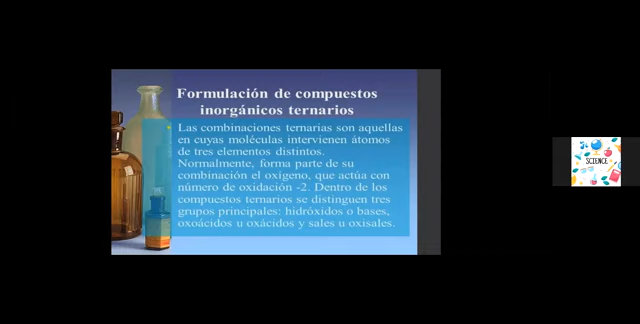 Formulación de compuestos
inorgánicos ternarios
Las combinaciones ternarias son aquellas
en cuyas moléculas intervienen átomos
de tres elementos distintos.
Normalmente, forma parte de su
combinación el oxígeno, que actúa con
número de oxidación -2. Dentro de los
compuestos ternarios se distinguen tres
grupos principales: hidróxidos o bases,
oxoácidos u oxácidos y sales u oxisales.
SCIENCE